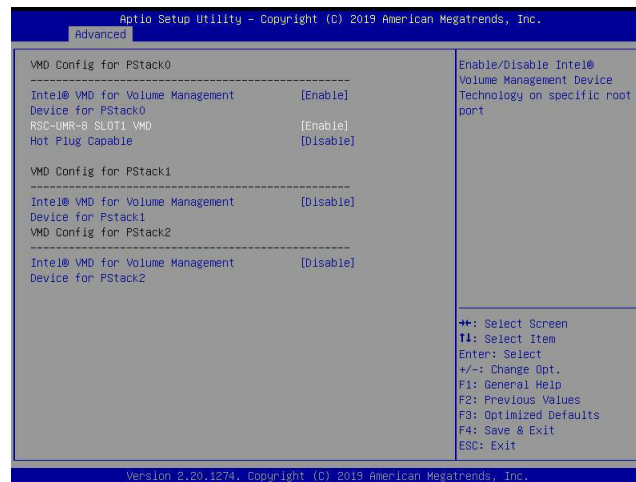 Aptio Setup Utility – Copyright (C) 2019 American Megatrends, Inc.
Advanced
VMD Config for PStack0
--------------------------------------------------
Intel® VMD for Volume Management [Enable]
Device for PStack0
RSC-UMR-8 SLOT1 VMD [Enable]
Hot Plug Capable [Disable]
VMD Config for PStack1
--------------------------------------------------
Intel® VMD for Volume Management [Disable]
Device for Pstack1
VMD Config for PStack2
--------------------------------------------------
Intel® VMD for Volume Management [Disable]
Device for PStack2
Enable/Disable Intel®
Volume Management Device
Technology on specific root
port
→←: Select Screen
↑↓: Select Item
Enter: Select
+/-: Change Opt.
F1: General Help
F2: Previous Values
F3: Optimized Defaults
F4: Save & Exit
ESC: Exit
Version 2.20.1274. Copyright (C) 2019 American Megatrends, Inc.